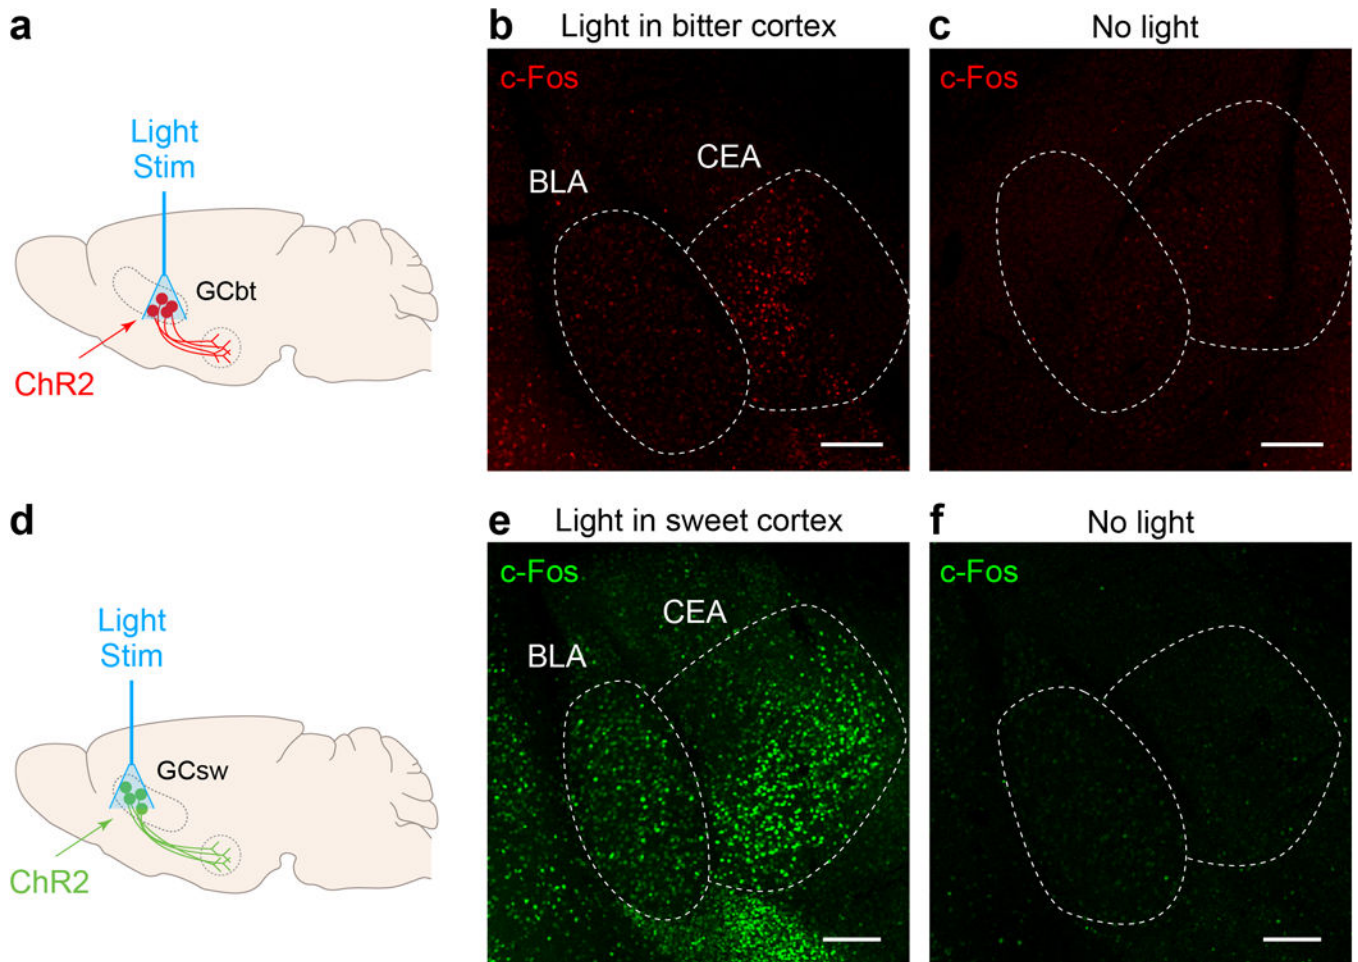 a
Light
Stim
GCbt
ChR2
b Light in bitter cortex
c-Fos
CEA
BLA
c No light
c-Fos
d
Light
Stim
GCsw
ChR2
e Light in sweet cortex
c-Fos
CEA
BLA
f No light
c-Fos